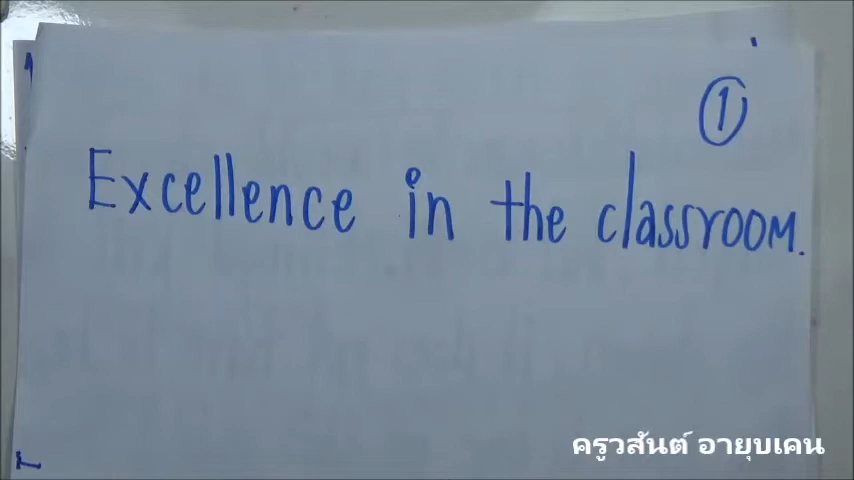 ①
Excellence in the classroom.
ครูวสันต์ อายุบเคน